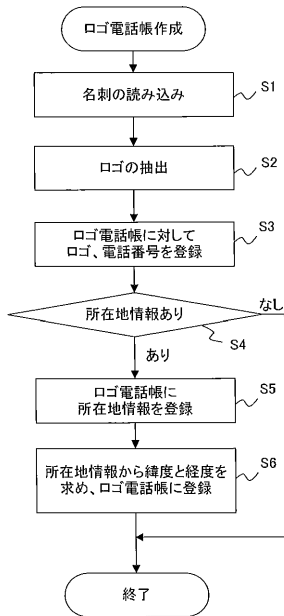 ロゴ電話帳作成
名刺の読み込み
S1
ロゴの抽出
S2
ロゴ電話帳に対して
ロゴ、電話番号を登録
S3
所在地情報あり
なし
S4
あり
ロゴ電話帳に
所在地情報を登録
S5
所在地情報から緯度と経度を
求め、ロゴ電話帳に登録
S6
終了